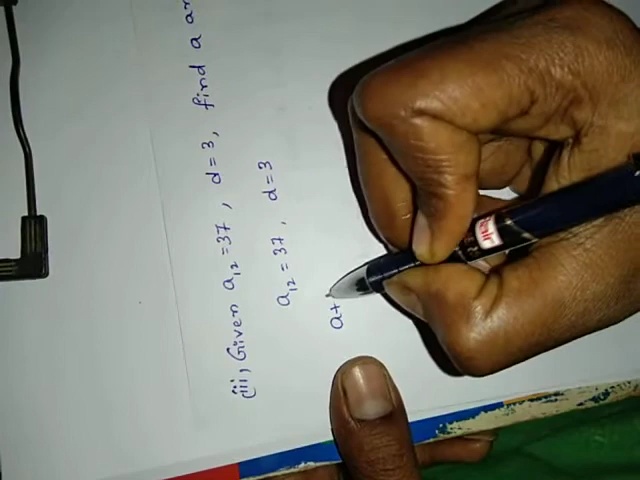 (iii), Given a₁₂ = 37, d = 3, find a
a₁₂ = 37, d = 3
a+